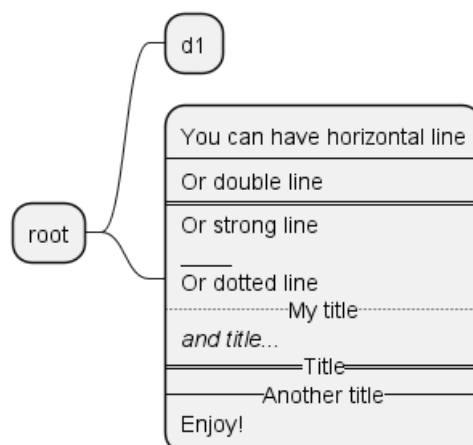 d1
root
You can have horizontal line
Or double line
Or strong line
____
Or dotted line
My title
and title...
Title
Another title
Enjoy!